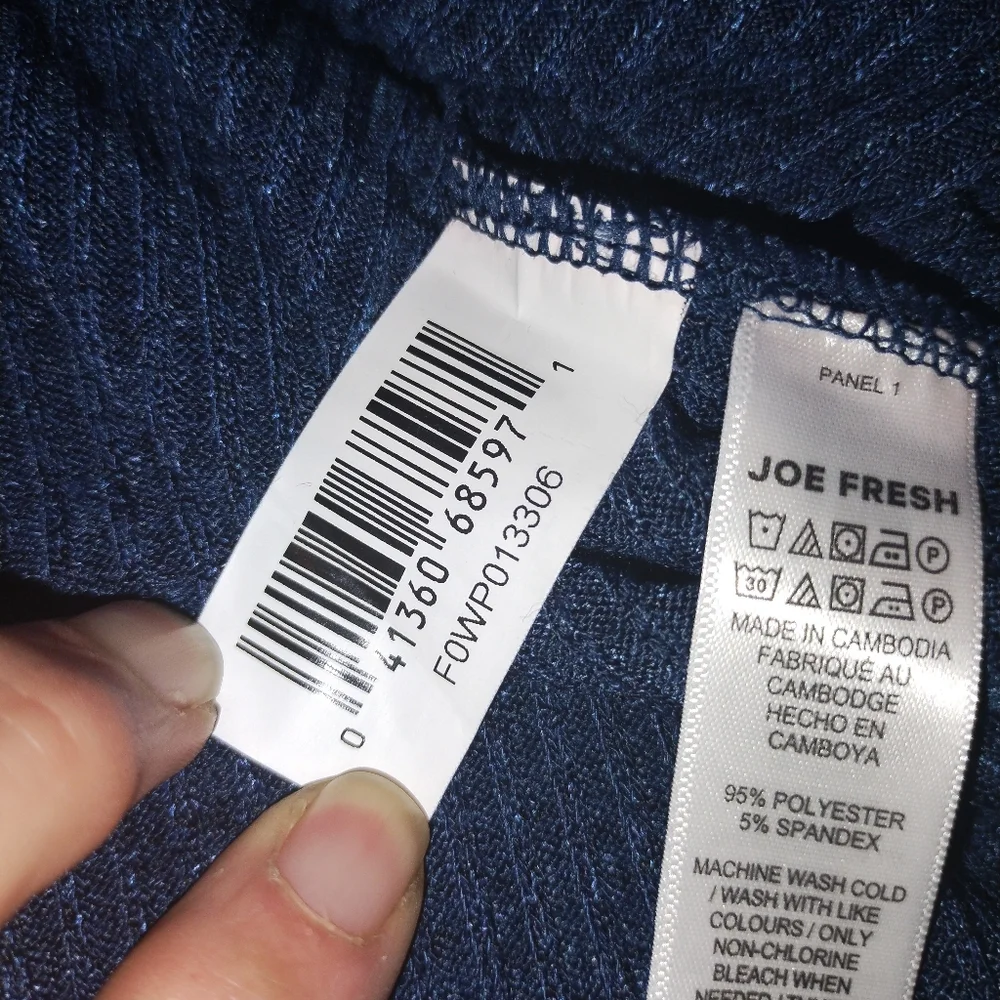 0 41360 68597 1
F0WP013306
PANEL 1
JOE FRESH
P
30 P
MADE IN CAMBODIA
FABRIQUÉ AU
CAMBODGE
HECHO EN
CAMBOYA
95% POLYESTER
5% SPANDEX
MACHINE WASH COLD
/ WASH WITH LIKE
COLOURS / ONLY
NON-CHLORINE
BLEACH WHEN